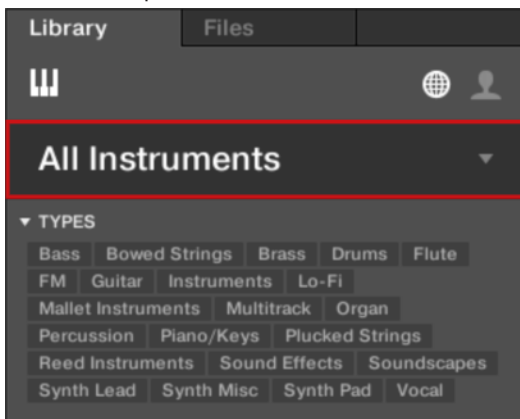 Library Files
All Instruments
TYPES
Bass Bowed Strings Brass Drums Flute
FM Guitar Instruments Lo-Fi
Mallet Instruments Multitrack Organ
Percussion Piano/Keys Plucked Strings
Reed Instruments Sound Effects Soundscapes
Synth Lead Synth Misc Synth Pad Vocal